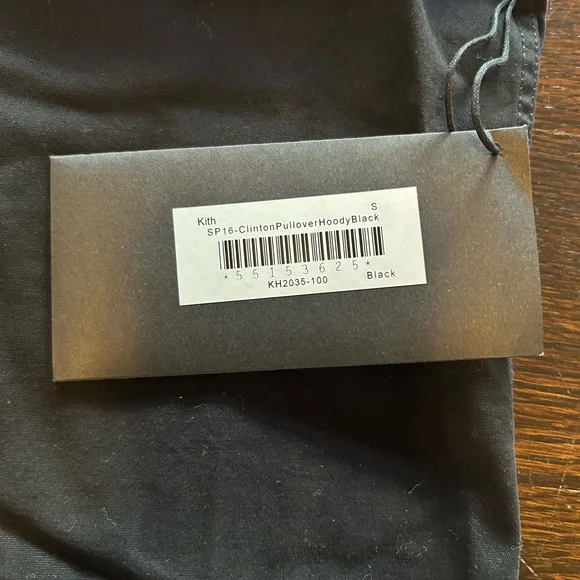 Kith S
SP16-ClintonPulloverHoodyBlack
*55153625*
KH2035-100 Black